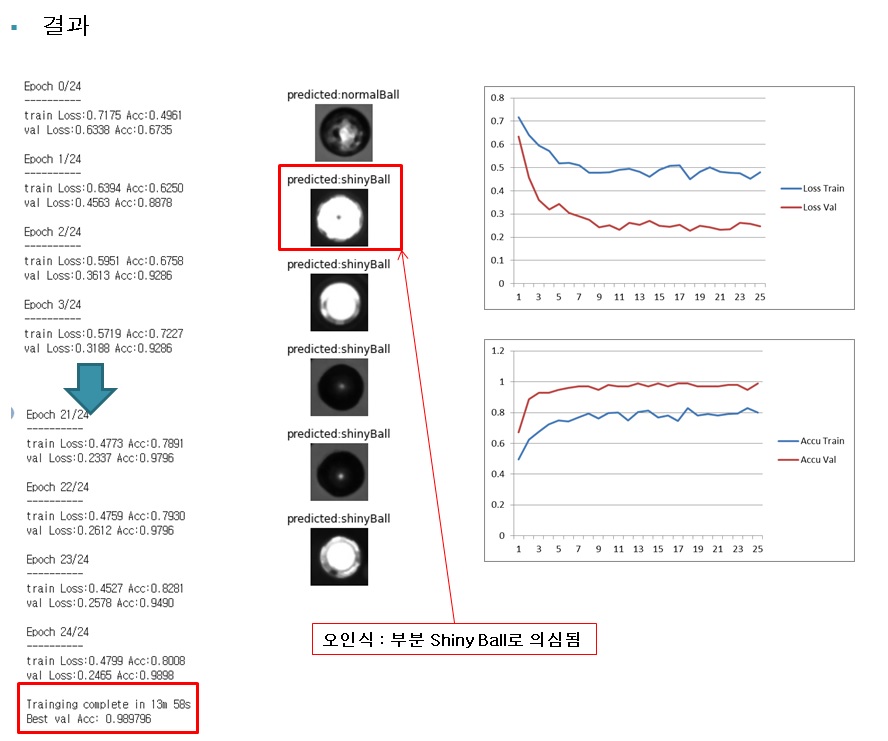 결과
Epoch 0/24
----------
train Loss:0.7175 Acc:0.4961
val Loss:0.6338 Acc:0.6735
Epoch 1/24
----------
train Loss:0.6394 Acc:0.6250
val Loss:0.4563 Acc:0.8878
Epoch 2/24
----------
train Loss:0.5951 Acc:0.6758
val Loss:0.3613 Acc:0.9286
Epoch 3/24
----------
train Loss:0.5719 Acc:0.7227
val Loss:0.3188 Acc:0.9286
Epoch 21/24
----------
train Loss:0.4773 Acc:0.7891
val Loss:0.2337 Acc:0.9796
Epoch 22/24
----------
train Loss:0.4759 Acc:0.7930
val Loss:0.2612 Acc:0.9796
Epoch 23/24
----------
train Loss:0.4527 Acc:0.8281
val Loss:0.2578 Acc:0.9490
Epoch 24/24
----------
train Loss:0.4799 Acc:0.8008
val Loss:0.2465 Acc:0.9898
Trainging complete in 13m 58s
Best val Acc: 0.989796
predicted:normalBall
predicted:shinyBall
predicted:shinyBall
predicted:shinyBall
predicted:shinyBall
predicted:shinyBall
오인식 : 부분 Shiny Ball로 의심됨
0.8
0.7
0.6
0.5
0.4
0.3
0.2
0.1
0
1 3 5 7 9 11 13 15 17 19 21 23 25
Loss Train
Loss Val
1.2
1
0.8
0.6
0.4
0.2
0
1 3 5 7 9 11 13 15 17 19 21 23 25
Accu Train
Accu Val